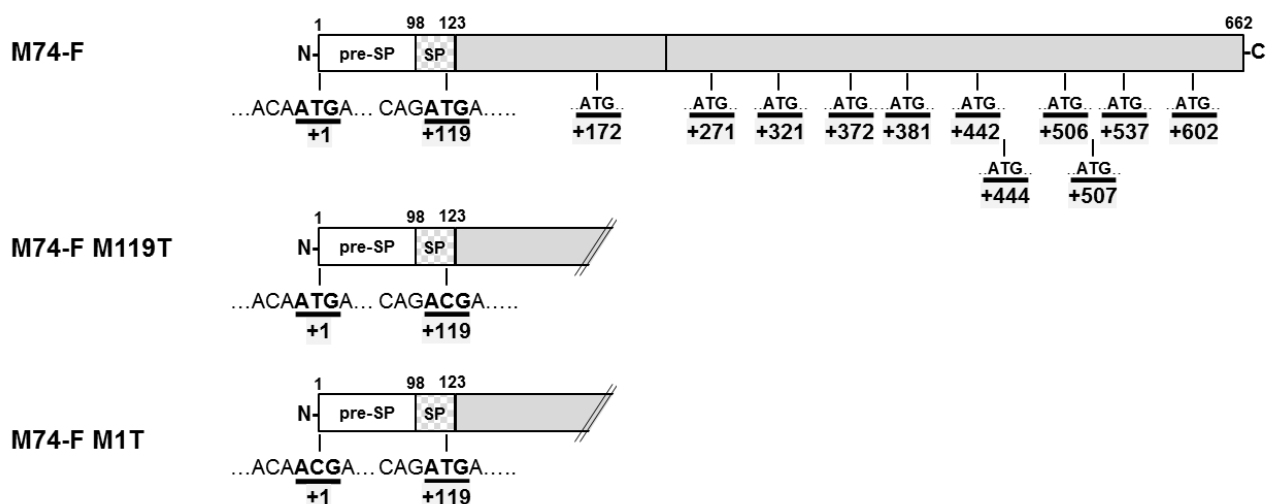 1 98 123 662
M74-F N- pre-SP SP -C
...ACAATGA... CAGATGA..... ..ATG.. ..ATG.. ..ATG.. ..ATG.. ..ATG.. ..ATG.. ..ATG.. ..ATG.. ..ATG..
+1 +119 +172 +271 +321 +372 +381 +442 +506 +537 +602
..ATG.. ..ATG..
+444 +507
1 98 123
M74-F M119T N- pre-SP SP
...ACAATGA... CAGACGA.....
+1 +119
1 98 123
M74-F M1T N- pre-SP SP
...ACAACGA... CAGATGA.....
+1 +119